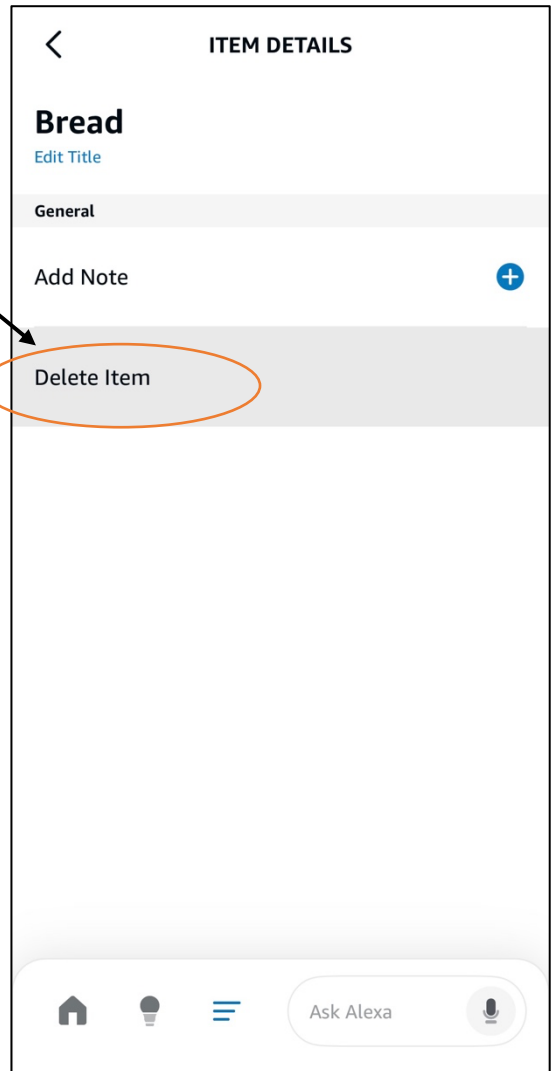 ITEM DETAILS
Bread
Edit Title
General
Add Note
Delete Item
Ask Alexa